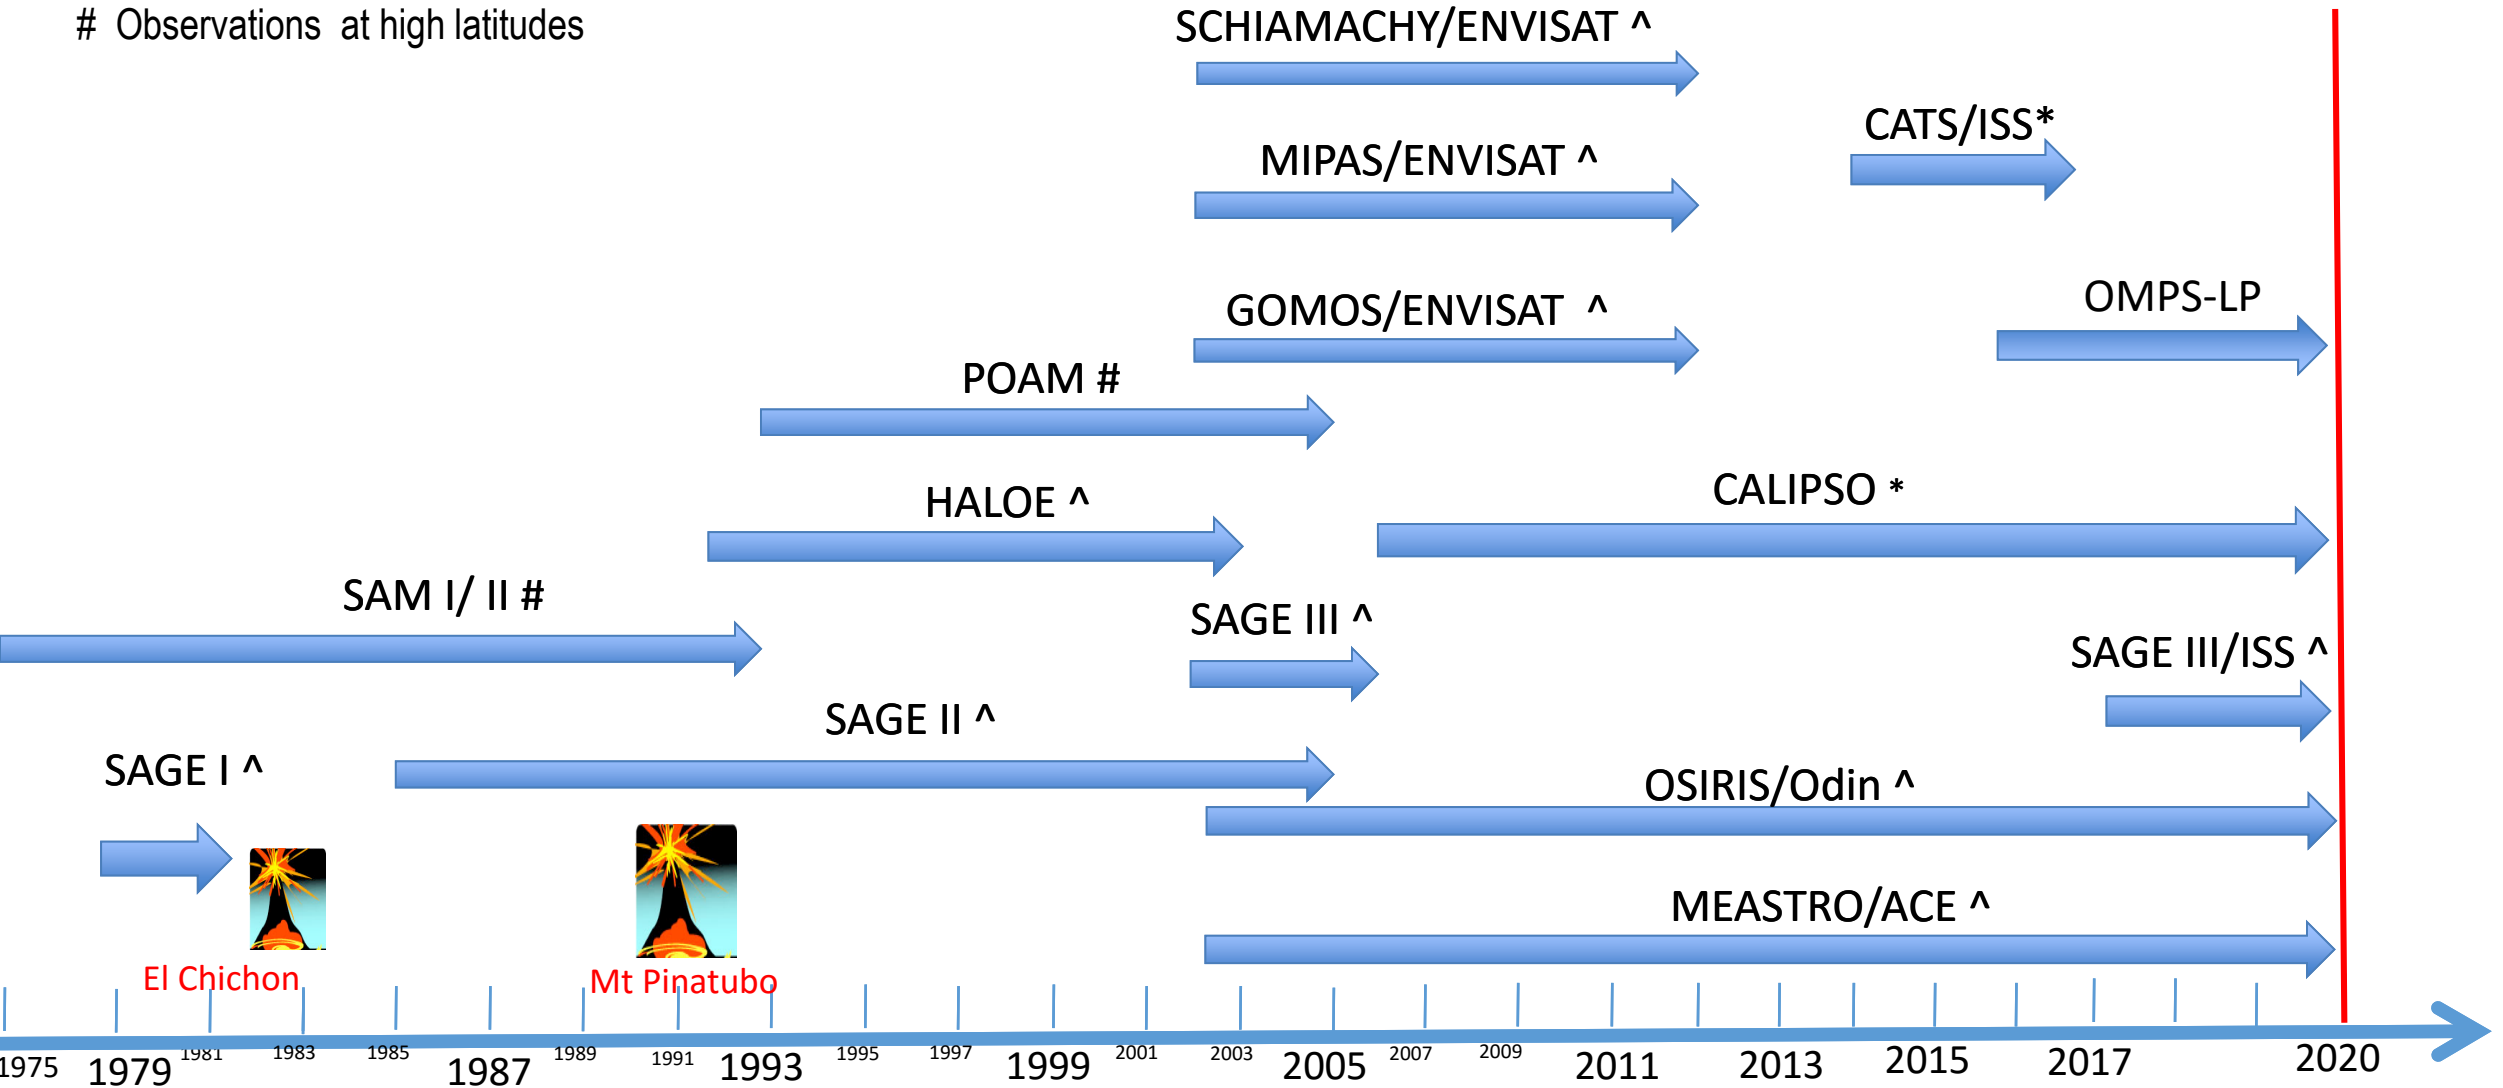 # Observations at high latitudes
SCHIAMACHY/ENVISAT ^
CATS/ISS*
MIPAS/ENVISAT ^
OMPS-LP
GOMOS/ENVISAT ^
POAM #
CALIPSO *
HALOE ^
SAM I/ II #
SAGE III ^
SAGE III/ISS ^
SAGE II ^
SAGE I ^
OSIRIS/Odin ^
MEASTRO/ACE ^
El Chichon
Mt Pinatubo
1975 1979 1981 1983 1985 1987 1989 1991 1993 1995 1997 1999 2001 2003 2005 2007 2009 2011 2013 2015 2017 2020